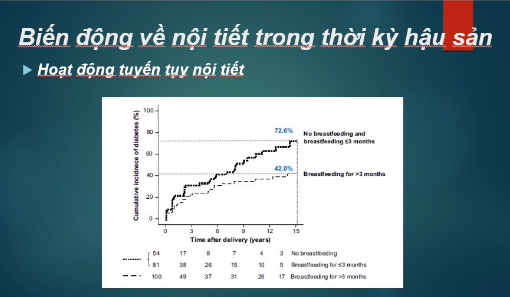 Biến động về nội tiết trong thời kỳ hậu sản
Hoạt động tuyến tụy nội tiết
Cumulative incidence of diabetes (%)
100
80
60
40
20
0
72.6%
42.0%
No breastfeeding and
breastfeeding ≤3 months
Breastfeeding for >3 months
0 3 6 9 12 15
Time after delivery (years)
54 17 8 7 4 3 No breastfeeding
81 38 26 15 10 5 Breastfeeding for ≤3 months
100 49 37 31 26 17 Breastfeeding for >3 months